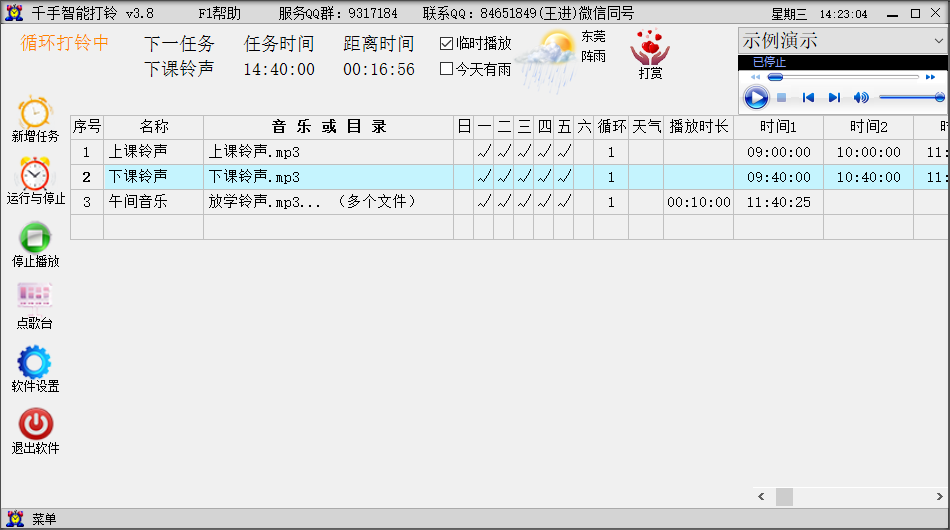 千手智能打铃 v3.8 F1帮助 服务QQ群：9317184 联系QQ：84651849(王进)微信同号 星期三 14:23:04
循环打铃中 下一任务 任务时间 距离时间 ☑临时播放 东莞 示例演示
下课铃声 14:40:00 00:16:56 ☐今天有雨 阵雨 已停止
打赏
新增任务
运行与停止
停止播放
点歌台
软件设置
退出软件
序号 名称 音 乐 或 目 录 日 一 二 三 四 五 六 循环 天气 播放时长 时间1 时间2 时
1 上课铃声 上课铃声.mp3 ✓ ✓ ✓ ✓ ✓ 1 09:00:00 10:00:00 11:
2 下课铃声 下课铃声.mp3 ✓ ✓ ✓ ✓ ✓ 1 09:40:00 10:40:00 11:
3 午间音乐 放学铃声.mp3... （多个文件） ✓ ✓ ✓ ✓ ✓ 1 00:10:00 11:40:25
菜单